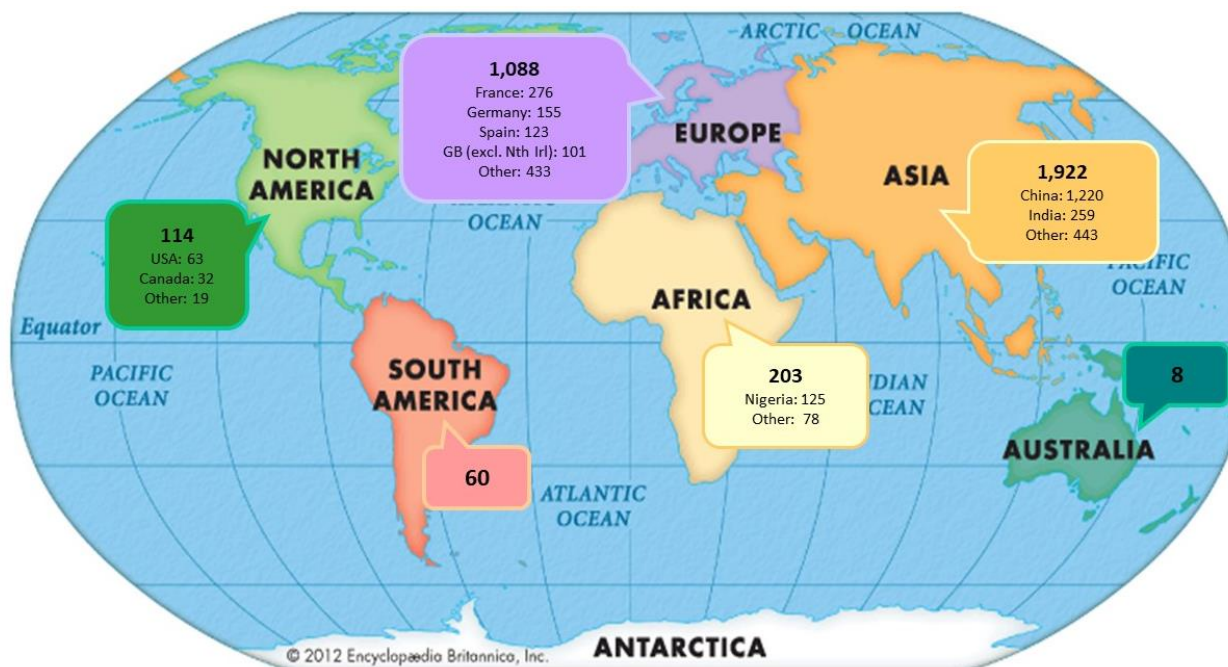 ARCTIC OCEAN
1,088
France: 276
Germany: 155
Spain: 123
GB (excl. Nth Irl): 101
Other: 433
EUROPE
NORTH
AMERICA
ASIA
1,922
China: 1,220
India: 259
Other: 443
OCEAN
114
USA: 63
Canada: 32
Other: 19
PACIFIC
OCEAN
AFRICA
Equator
PACIFIC
OCEAN
SOUTH
AMERICA
203
Nigeria: 125
Other: 78
8
AUSTRALIA
60
ATLANTIC
OCEAN
ANTARCTICA
© 2012 Encyclopædia Britannica, Inc.